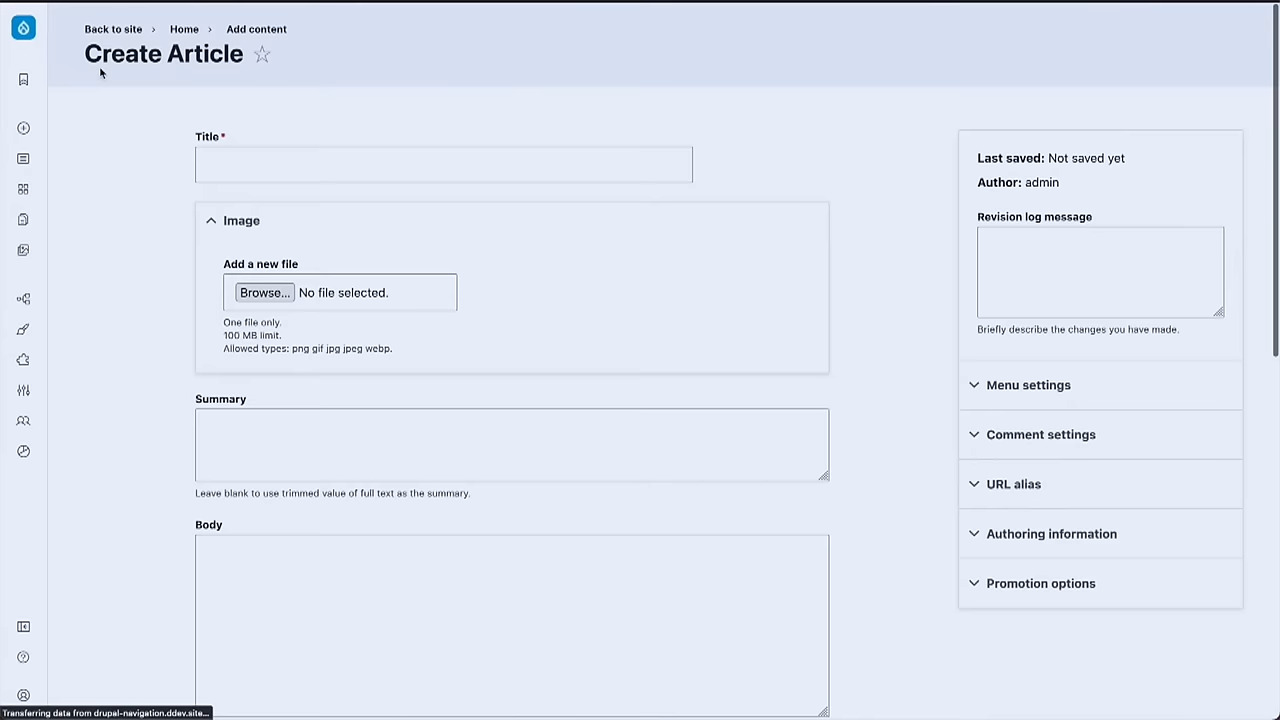 Back to site › Home › Add content
Create Article
Title*
Image
Add a new file
Browse... No file selected.
One file only.
100 MB limit.
Allowed types: png gif jpg jpeg webp.
Summary
Leave blank to use trimmed value of full text as the summary.
Body
Last saved: Not saved yet
Author: admin
Revision log message
Briefly describe the changes you have made.
Menu settings
Comment settings
URL alias
Authoring information
Promotion options
Transferring data from drupal-navigation.ddev.site...